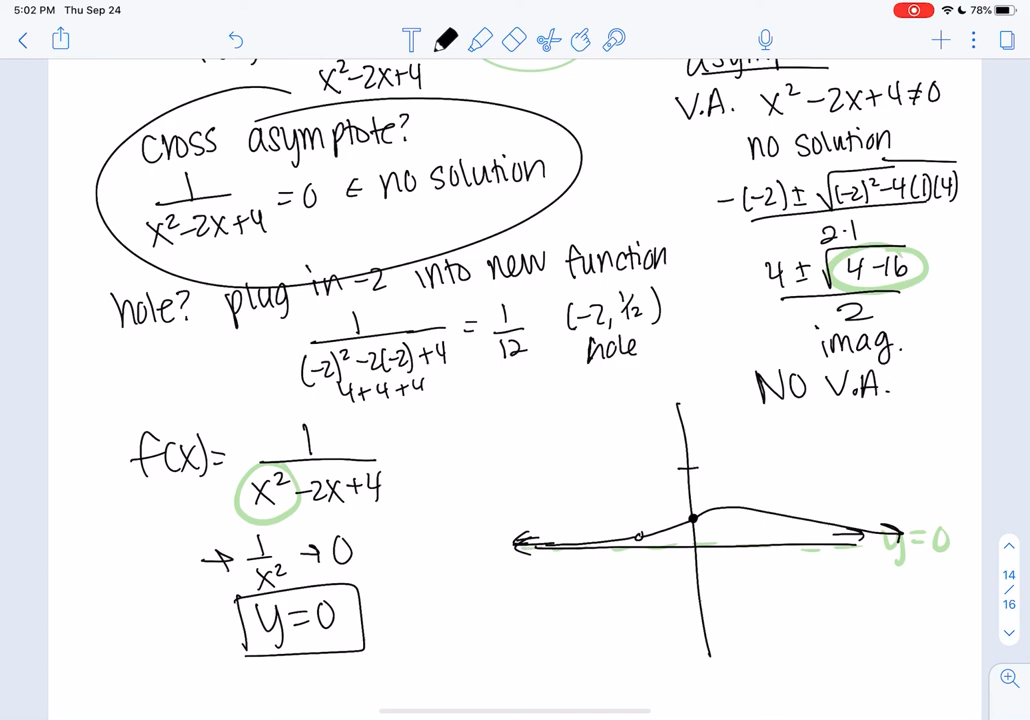 5:02 PM Thu Sep 24
78%
T
x²-2x+4
Cross asymptote?
1
x²-2x+4
= 0 ∈ no solution
hole? plug in -2 into new function
1
(-2)²-2(-2)+4
4+4+4
= 1
12
(-2, 1/2)
hole
f(x)=
1
x²-2x+4
→ 1
x²
→ 0
y=0
asymp
V.A. x²-2x+4≠0
no solution
-(-2) ± √(-2)²-4(1)(4)
2·1
4 ± √4-16
2
imag.
NO V.A.
y=0
14
/
16